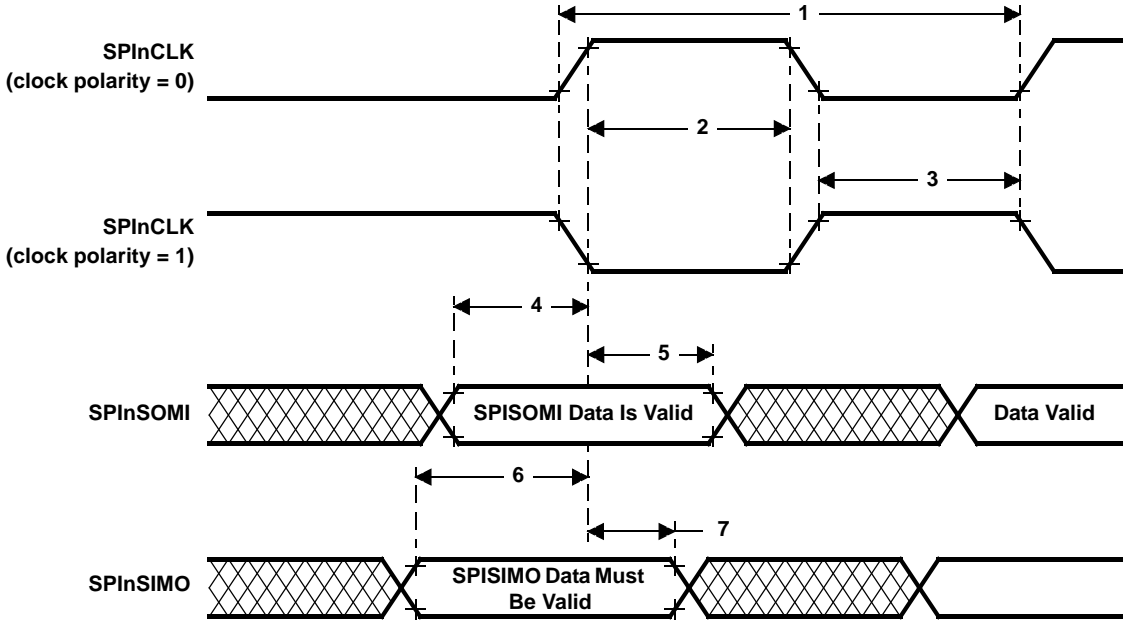 1
SPInCLK
(clock polarity = 0)
2
3
SPInCLK
(clock polarity = 1)
4
5
SPInSOMI
SPISOMI Data Is Valid
Data Valid
6
7
SPInSIMO
SPISIMO Data Must
Be Valid